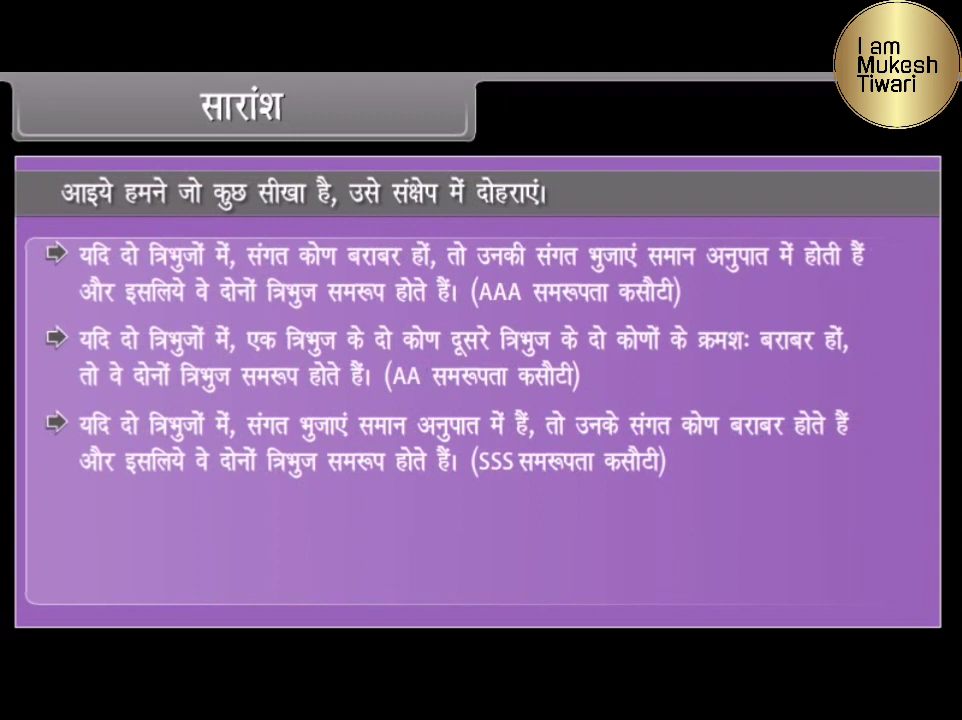 I am
Mukesh
Tiwari
सारांश
आइये हमने जो कुछ सीखा है, उसे संक्षेप में दोहराएं।
यदि दो त्रिभुजों में, संगत कोण बराबर हों, तो उनकी संगत भुजाएं समान अनुपात में होती हैं
और इसलिये वे दोनों त्रिभुज समरूप होते हैं। (AAA समरूपता कसौटी)
यदि दो त्रिभुजों में, एक त्रिभुज के दो कोण दूसरे त्रिभुज के दो कोणों के क्रमशः बराबर हों,
तो वे दोनों त्रिभुज समरूप होते हैं। (AA समरूपता कसौटी)
यदि दो त्रिभुजों में, संगत भुजाएं समान अनुपात में हैं, तो उनके संगत कोण बराबर होते हैं
और इसलिये वे दोनों त्रिभुज समरूप होते हैं। (SSS समरूपता कसौटी)